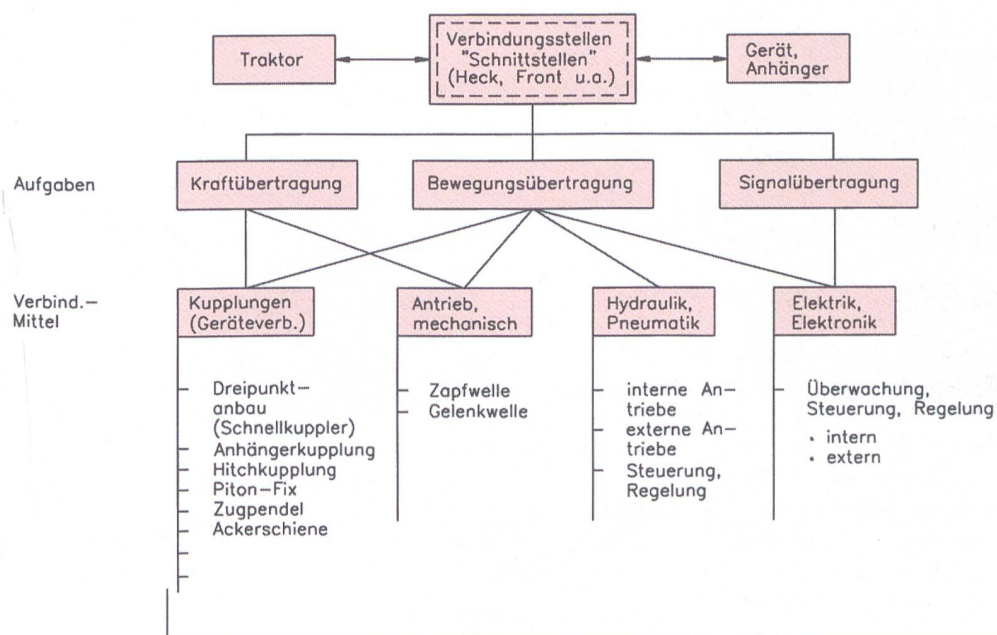 Traktor
Verbindungsstellen
"Schnittstellen"
(Heck, Front u.a.)
Gerät,
Anhänger
Aufgaben
Kraftübertragung
Bewegungsübertragung
Signalübertragung
Verbind.-
Mittel
Kupplungen
(Geräteverb.)
Antrieb,
mechanisch
Hydraulik,
Pneumatik
Elektrik,
Elektronik
Dreipunkt-
anbau
(Schnellkuppler)
Anhängerkupplung
Hitchkupplung
Piton-Fix
Zugpendel
Ackerschiene
Zapfwelle
Gelenkwelle
interne An-
triebe
externe An-
triebe
Steuerung,
Regelung
Überwachung,
Steuerung, Regelung
• intern
• extern